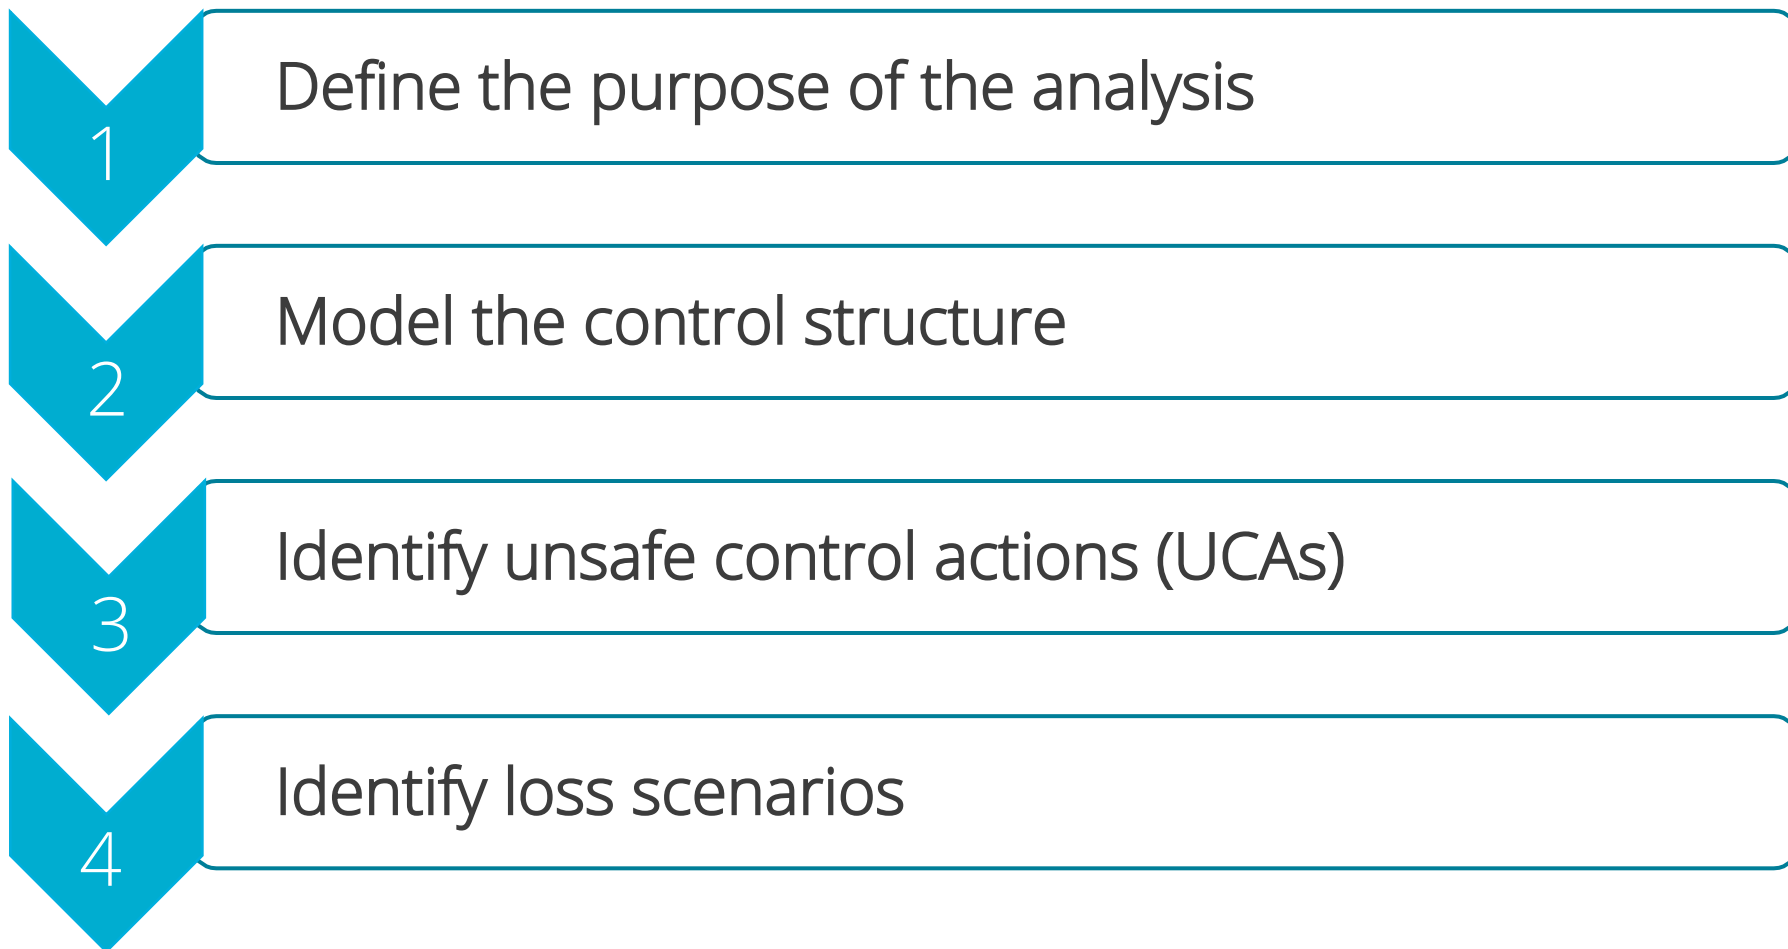 1
Define the purpose of the analysis
2
Model the control structure
3
Identify unsafe control actions (UCAs)
4
Identify loss scenarios